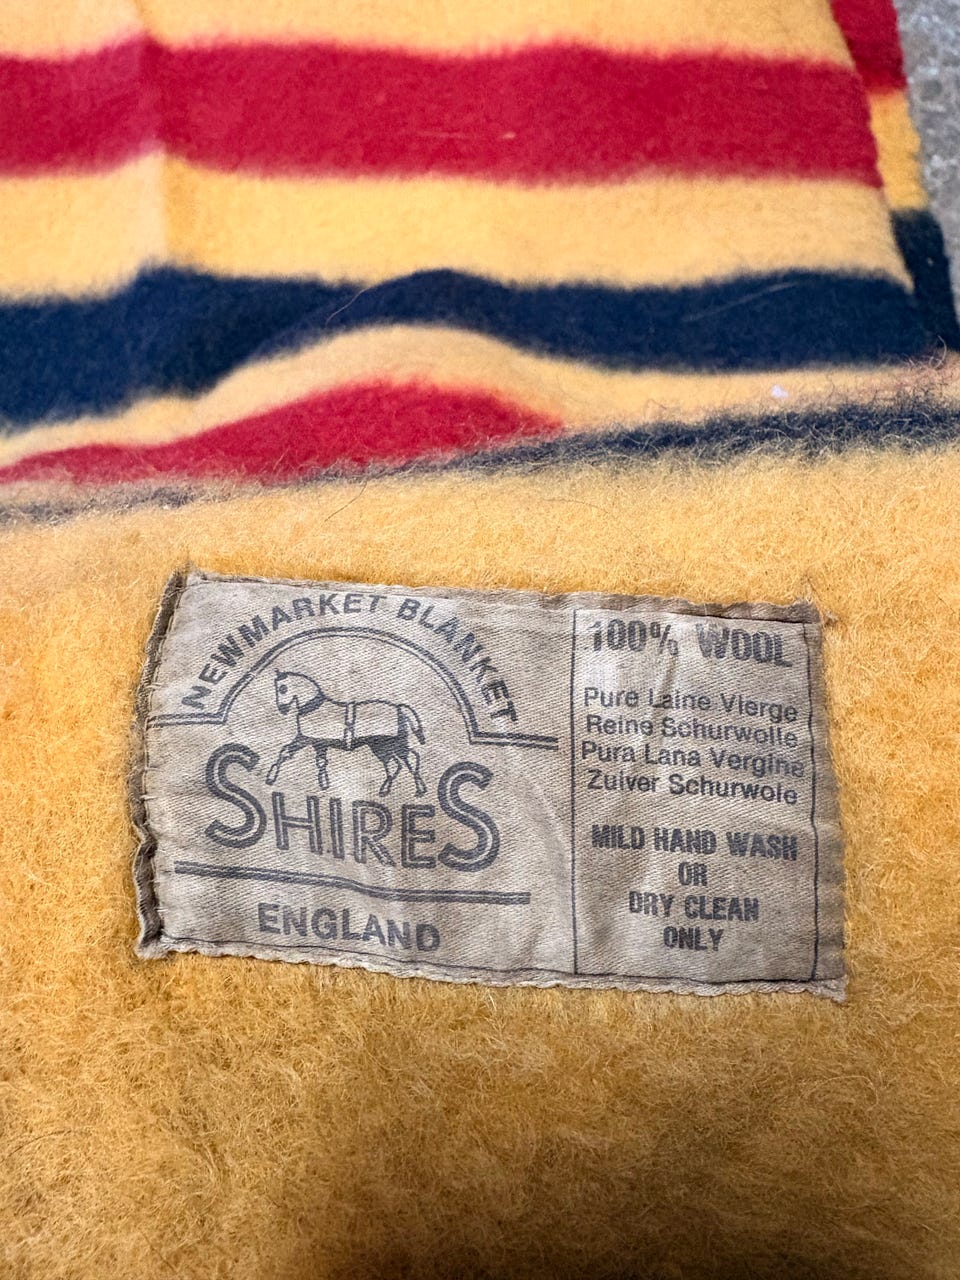 NEWMARKET BLANKET
SHIRES
ENGLAND
100% WOOL
Pure Laine Vierge
Reine Schurwolle
Pura Lana Vergine
Zuiver Schurwole
MILD HAND WASH
OR
DRY CLEAN
ONLY